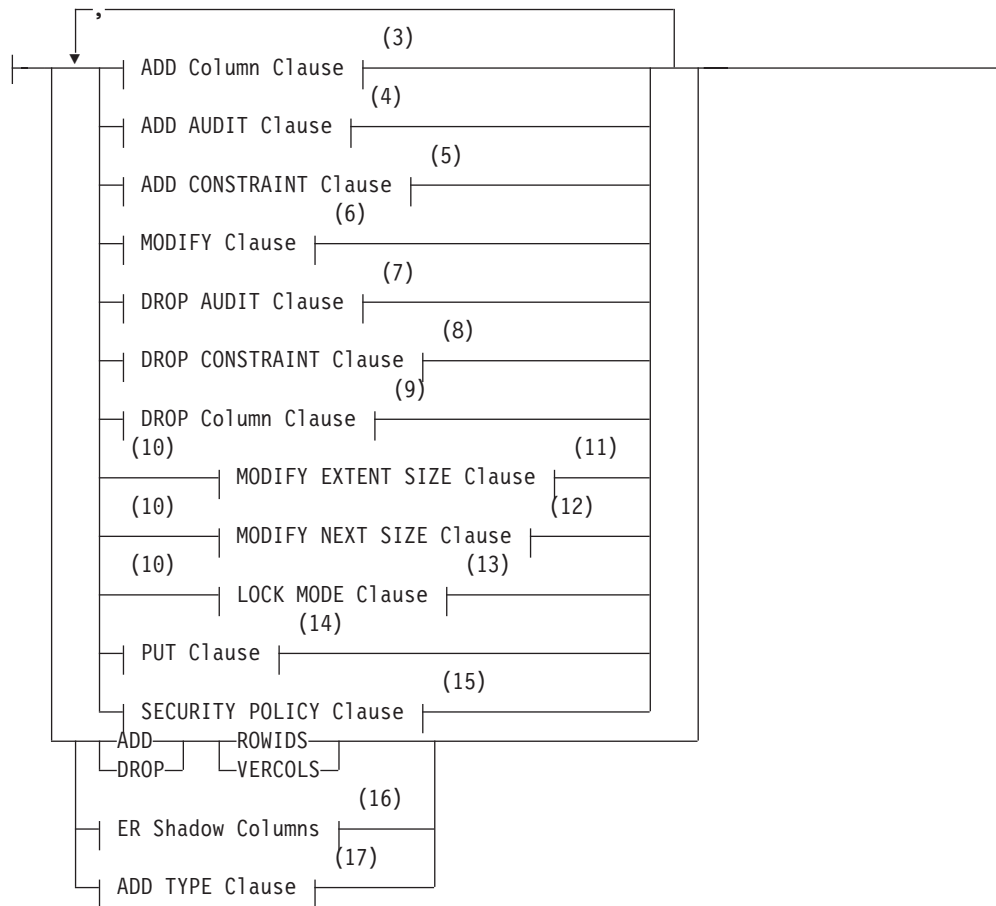 ,
(3)
ADD Column Clause
(4)
ADD AUDIT Clause
(5)
ADD CONSTRAINT Clause
(6)
MODIFY Clause
(7)
DROP AUDIT Clause
(8)
DROP CONSTRAINT Clause
(9)
DROP Column Clause
(10) (11)
MODIFY EXTENT SIZE Clause
(10) (12)
MODIFY NEXT SIZE Clause
(10) (13)
LOCK MODE Clause
(14)
PUT Clause
(15)
SECURITY POLICY Clause
ADD ROWIDS
DROP VERCOLS
(16)
ER Shadow Columns
(17)
ADD TYPE Clause